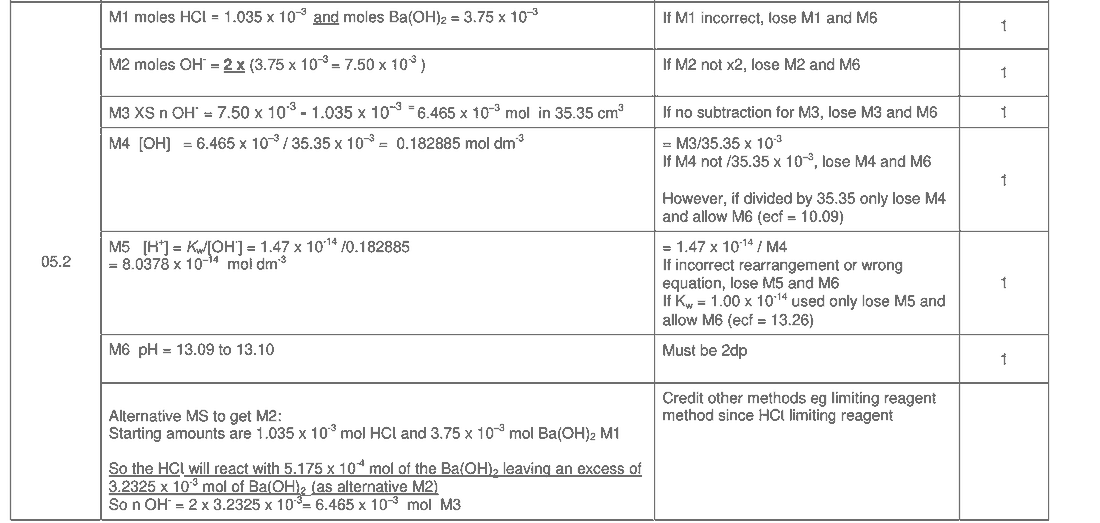 M1 moles HCl = 1.035 x 10⁻³ and moles Ba(OH)₂ = 3.75 x 10⁻³
If M1 incorrect, lose M1 and M6
1
M2 moles OH⁻ = 2 x (3.75 x 10⁻³ = 7.50 x 10⁻³ )
If M2 not x2, lose M2 and M6
1
M3 XS n OH⁻ = 7.50 x 10⁻³ - 1.035 x 10⁻³ = 6.465 x 10⁻³ mol in 35.35 cm³
If no subtraction for M3, lose M3 and M6
1
M4 [OH] = 6.465 x 10⁻³ / 35.35 x 10⁻³ = 0.182885 mol dm⁻³
= M3/35.35 x 10⁻³
If M4 not /35.35 x 10⁻³, lose M4 and M6
However, if divided by 35.35 only lose M4
and allow M6 (ecf = 10.09)
1
05.2
M5 [H⁺] = Kw/[OH⁻] = 1.47 x 10⁻¹⁴ /0.182885
= 8.0378 x 10⁻¹⁴ mol dm⁻³
= 1.47 x 10⁻¹⁴ / M4
If incorrect rearrangement or wrong
equation, lose M5 and M6
If Kw = 1.00 x 10⁻¹⁴ used only lose M5 and
allow M6 (ecf = 13.26)
1
M6 pH = 13.09 to 13.10
Must be 2dp
1
Alternative MS to get M2:
Starting amounts are 1.035 x 10⁻³ mol HCl and 3.75 x 10⁻³ mol Ba(OH)₂ M1
So the HCl will react with 5.175 x 10⁻⁴ mol of the Ba(OH)₂ leaving an excess of
3.2325 x 10⁻³ mol of Ba(OH)₂ (as alternative M2)
So n OH⁻ = 2 x 3.2325 x 10⁻³= 6.465 x 10⁻³ mol M3
Credit other methods eg limiting reagent
method since HCl limiting reagent